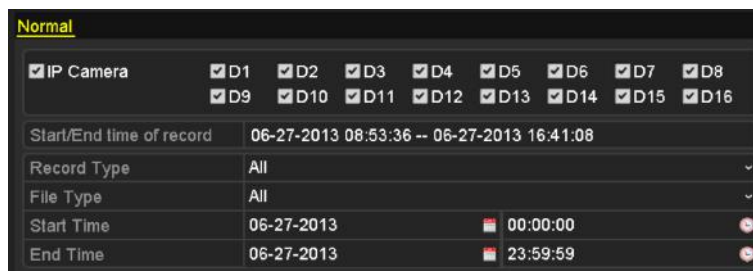 Normal
IP Camera D1 D2 D3 D4 D5 D6 D7 D8
D9 D10 D11 D12 D13 D14 D15 D16
Start/End time of record 06-27-2013 08:53:36 -- 06-27-2013 16:41:08
Record Type All
File Type All
Start Time 06-27-2013 00:00:00
End Time 06-27-2013 23:59:59